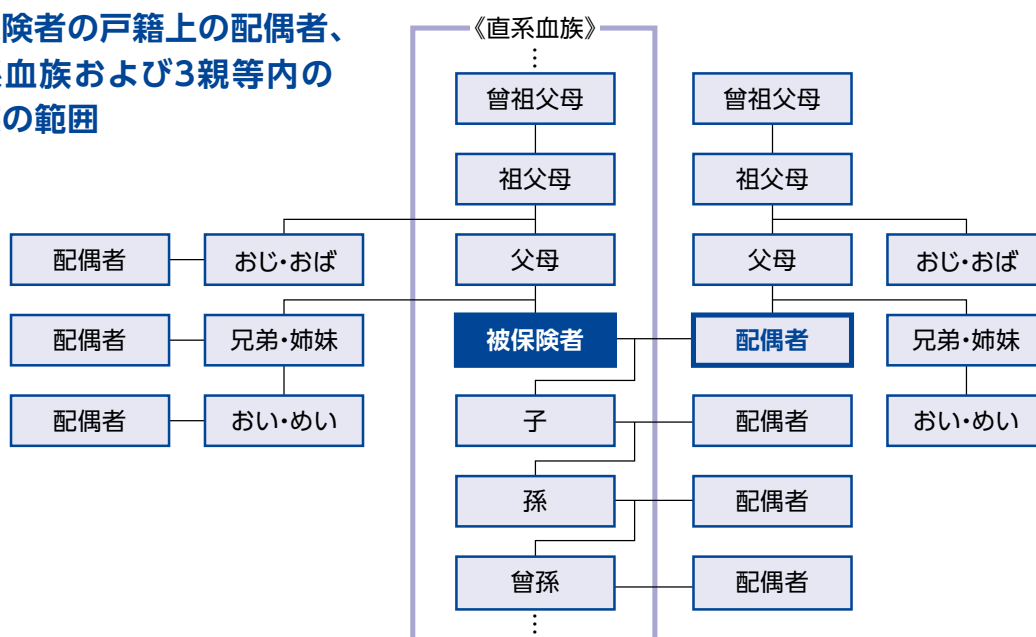 険者の戸籍上の配偶者、
血族および3親等内の
の範囲
《直系血族》
⋮
曾祖父母 曾祖父母
祖父母 祖父母
配偶者 おじ・おば 父母 父母 おじ・おば
配偶者 兄弟・姉妹 被保険者 配偶者 兄弟・姉妹
配偶者 おい・めい 子 配偶者 おい・めい
孫 配偶者
曾孫 配偶者
⋮